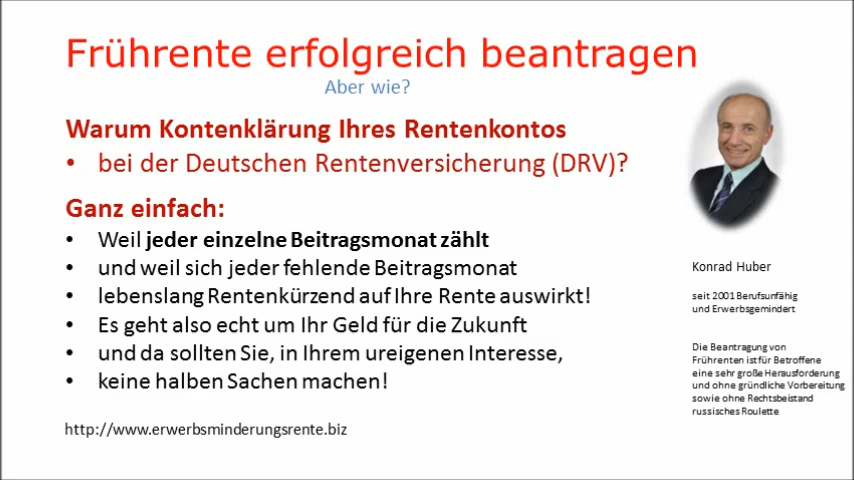 Frührente erfolgreich beantragen
Aber wie?
Warum Kontenklärung Ihres Rentenkontos
• bei der Deutschen Rentenversicherung (DRV)?
Ganz einfach:
• Weil jeder einzelne Beitragsmonat zählt
• und weil sich jeder fehlende Beitragsmonat
• lebenslang Rentenkürzend auf Ihre Rente auswirkt!
• Es geht also echt um Ihr Geld für die Zukunft
• und da sollten Sie, in Ihrem ureigenen Interesse,
• keine halben Sachen machen!
http://www.erwerbsminderungsrente.biz
Konrad Huber
seit 2001 Berufsunfähig
und Erwerbsgemindert
Die Beantragung von
Frührenten ist für Betroffene
eine sehr große Herausforderung
und ohne gründliche Vorbereitung
sowie ohne Rechtsbeistand
russisches Roulette